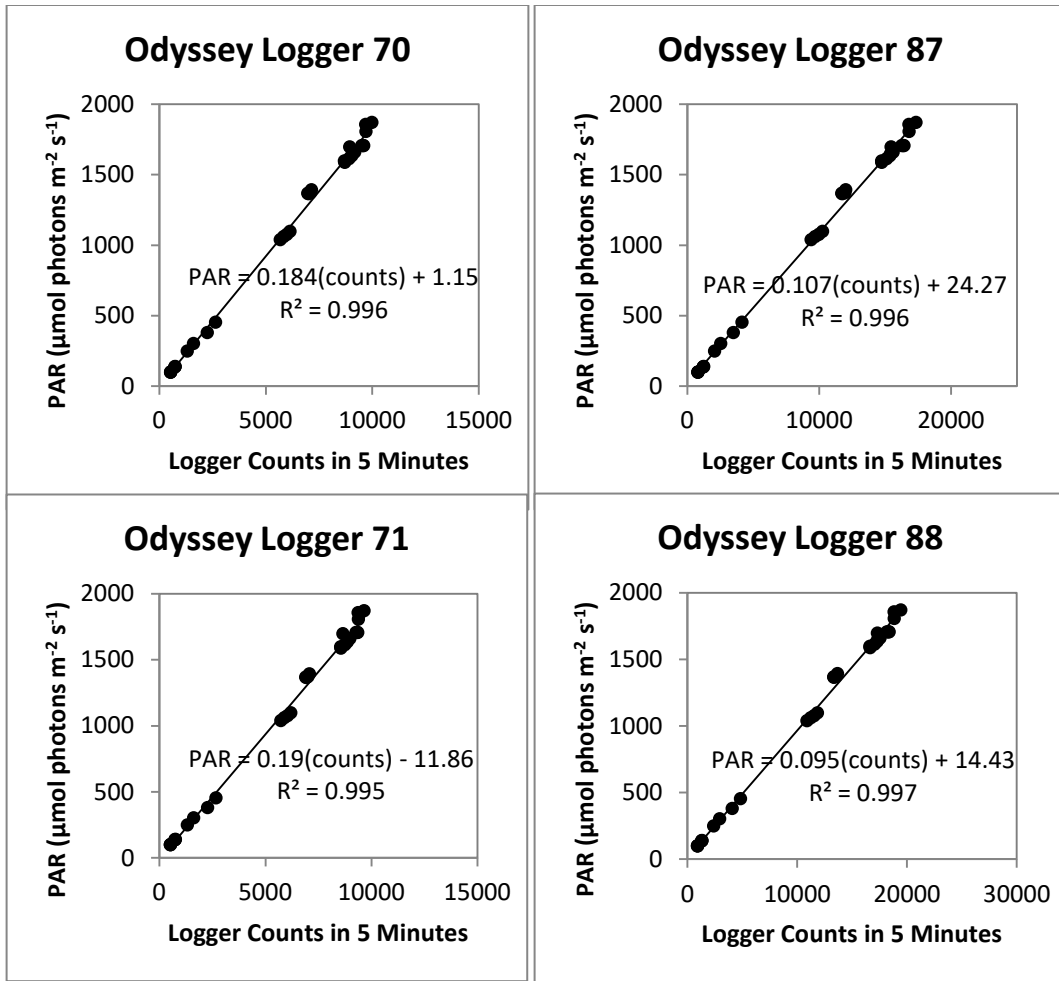 Odyssey Logger 70
PAR (µmol photons m⁻² s⁻¹)
2000
1500
1000
500
0
PAR = 0.184(counts) + 1.15
R² = 0.996
0 5000 10000 15000
Logger Counts in 5 Minutes
Odyssey Logger 87
PAR (µmol photons m⁻² s⁻¹)
2000
1500
1000
500
0
PAR = 0.107(counts) + 24.27
R² = 0.996
0 10000 20000
Logger Counts in 5 Minutes
Odyssey Logger 71
PAR (µmol photons m⁻² s⁻¹)
2000
1500
1000
500
0
PAR = 0.19(counts) - 11.86
R² = 0.995
0 5000 10000 15000
Logger Counts in 5 Minutes
Odyssey Logger 88
PAR (µmol photons m⁻² s⁻¹)
2000
1500
1000
500
0
PAR = 0.095(counts) + 14.43
R² = 0.997
0 10000 20000 30000
Logger Counts in 5 Minutes